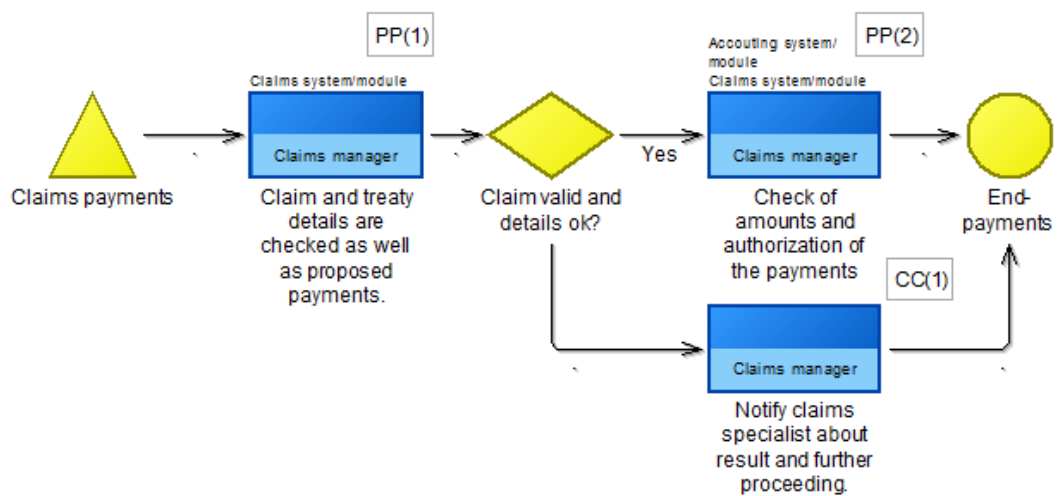 PP(1)
Accouting system/
module
PP(2)
Claims system/module
Claims system/module
Claims manager
Yes
Claims manager
Claims payments
Claim and treaty
details are
checked as well
as proposed
payments.
Claim valid and
details ok?
Check of
amounts and
authorization of
the payments
End-
payments
CC(1)
Claims manager
Notify claims
specialist about
result and further
proceeding.